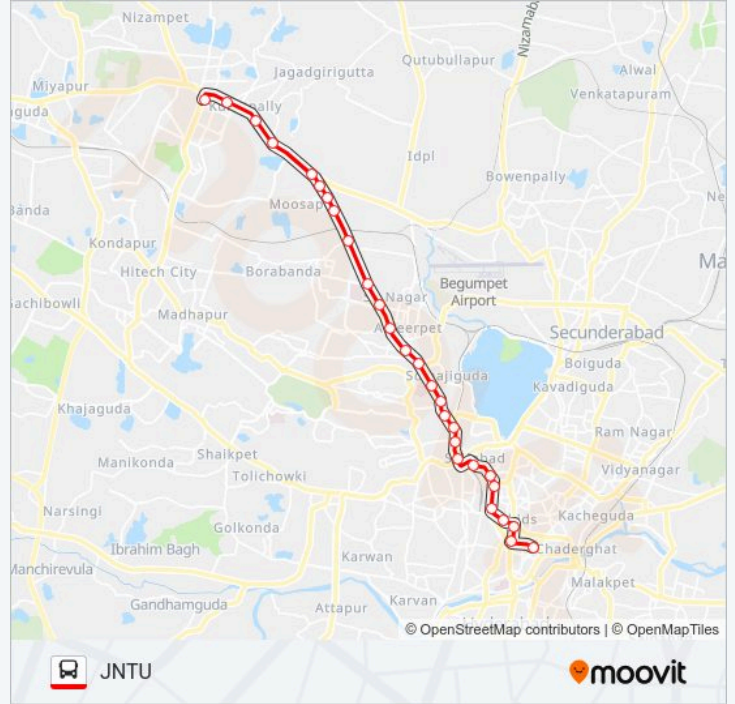 Nizampet
Nizamab
Qutubullapur
Jagadgirigutta
Alwal
Miyapur
Venkatapuram
Idpl
Bowenpally
Moosap
Kondapur
Hitech City
Borabanda
Begumpet
Airport
Nagar
Madhapur
Secunderabad
Boiguda
Kavadiguda
Khajaguda
Ram Nagar
Shaikpet
Manikonda
Tolichowki
Vidyanagar
Narsingi
Golkonda
Kacheguda
Ibrahim Bagh
Karwan
Chaderghat
Manchirevula
Malakpet
Gandhamguda
Attapur
Karvan
© OpenStreetMap contributors | © OpenMapTiles
JNTU
moovit